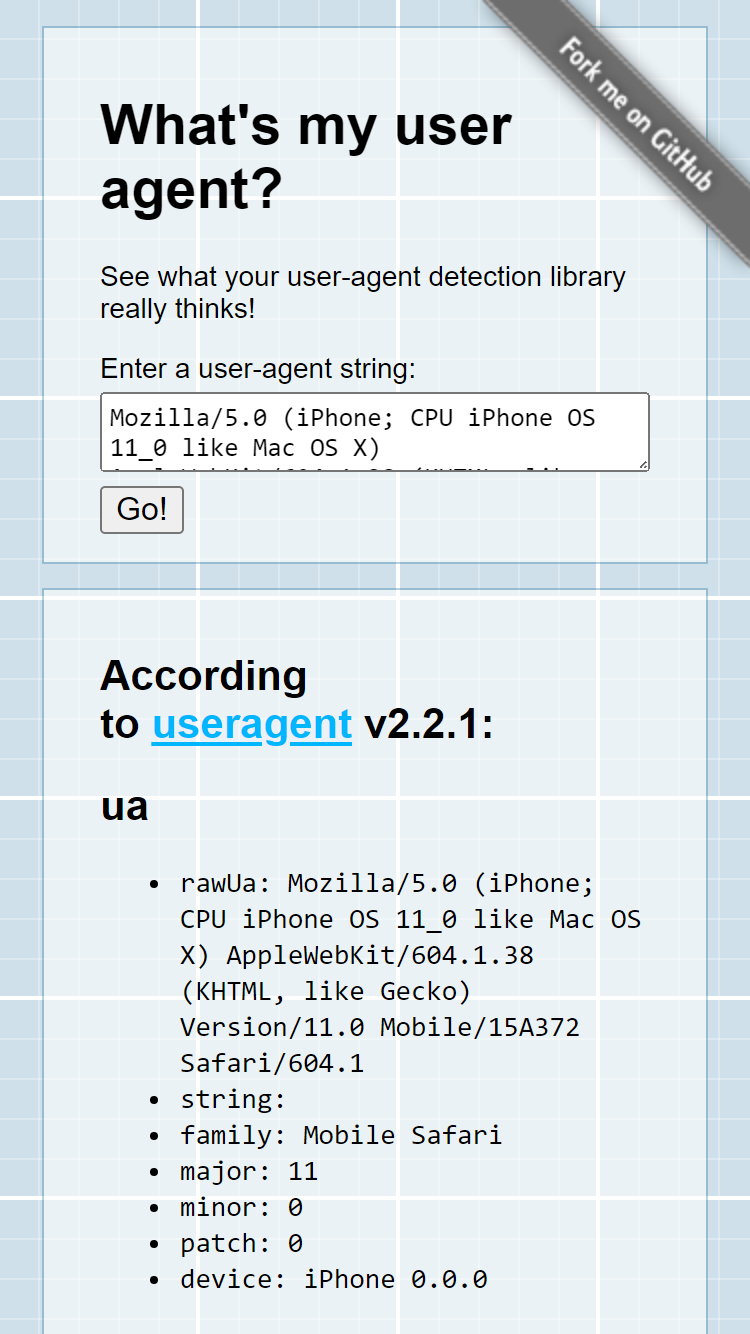 Fork me on GitHub
What's my user
agent?
See what your user-agent detection library
really thinks!
Enter a user-agent string:
Mozilla/5.0 (iPhone; CPU iPhone OS
11_0 like Mac OS X)
Go!
According
to useragent v2.2.1:
ua
• rawUa: Mozilla/5.0 (iPhone;
CPU iPhone OS 11_0 like Mac OS
X) AppleWebKit/604.1.38
(KHTML, like Gecko)
Version/11.0 Mobile/15A372
Safari/604.1
• string:
• family: Mobile Safari
• major: 11
• minor: 0
• patch: 0
• device: iPhone 0.0.0